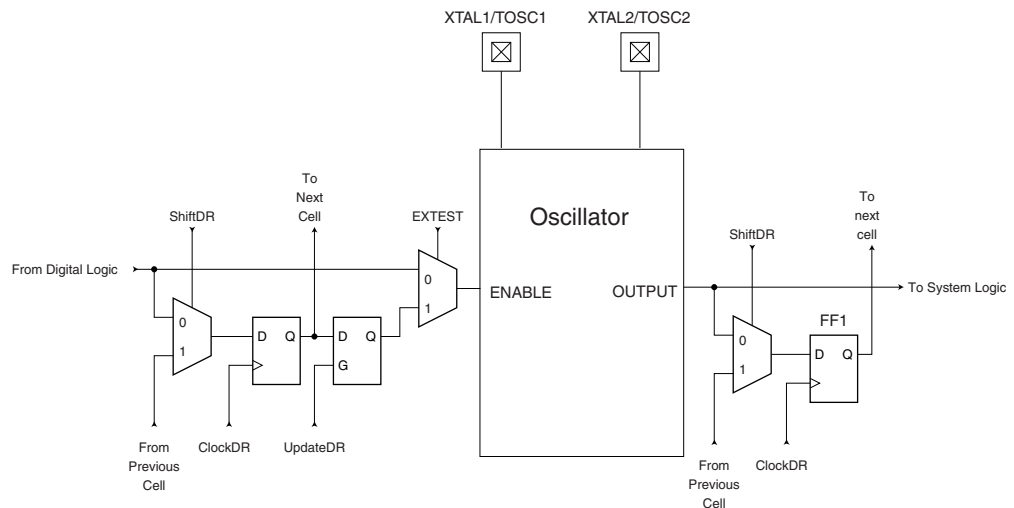 XTAL1/TOSC1
XTAL2/TOSC2
To
Next
Cell
ShiftDR
EXTEST
From Digital Logic
0
1
0
1
D Q
D Q
G
From
Previous
Cell
ClockDR
UpdateDR
Oscillator
ENABLE
OUTPUT
To
next
cell
ShiftDR
To System Logic
FF1
0
1
D Q
From
Previous
Cell
ClockDR